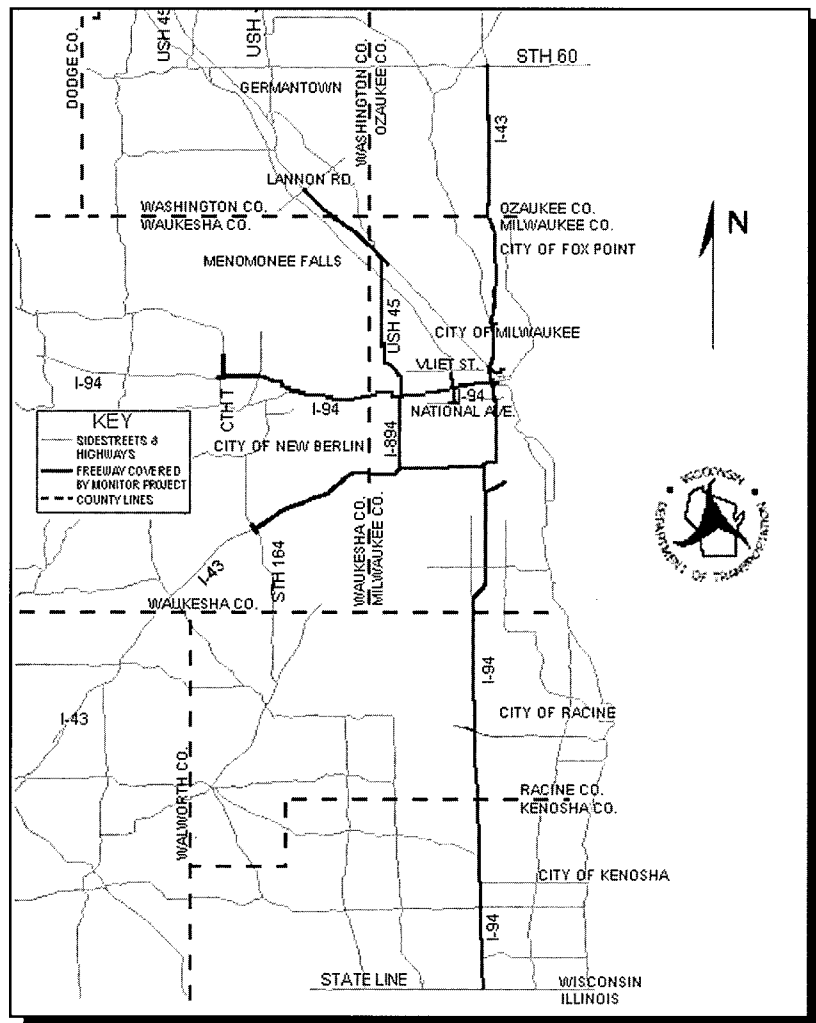 USH 45
USH
STH 60
DODGE CO.
GERMANTOWN
WASHINGTON CO.
OZAUKEE CO.
I-43
LANNON RD.
WASHINGTON CO.
WAUKESHA CO.
OZAUKEE CO.
MILWAUKEE CO.
N
CITY OF FOX POINT
MENOMONEE FALLS
USH 45
CITY OF MILWAUKEE
VLIET ST.
I-94
CTH T
I-94
I-94
NATIONAL AVE.
KEY
SIDESTREETS &
HIGHWAYS
FREEWAY COVERED
BY MONITOR PROJECT
COUNTY LINES
CITY OF NEW BERLIN
I-894
WISCONSIN
DEPARTMENT OF TRANSPORTATION
WAUKESHA CO.
MILWAUKEE CO.
I-43
STH 164
WAUKESHA CO.
I-94
I-43
CITY OF RACINE
WALWORTH CO.
RACINE CO.
KENOSHA CO.
CITY OF KENOSHA
I-94
STATE LINE
WISCONSIN
ILLINOIS